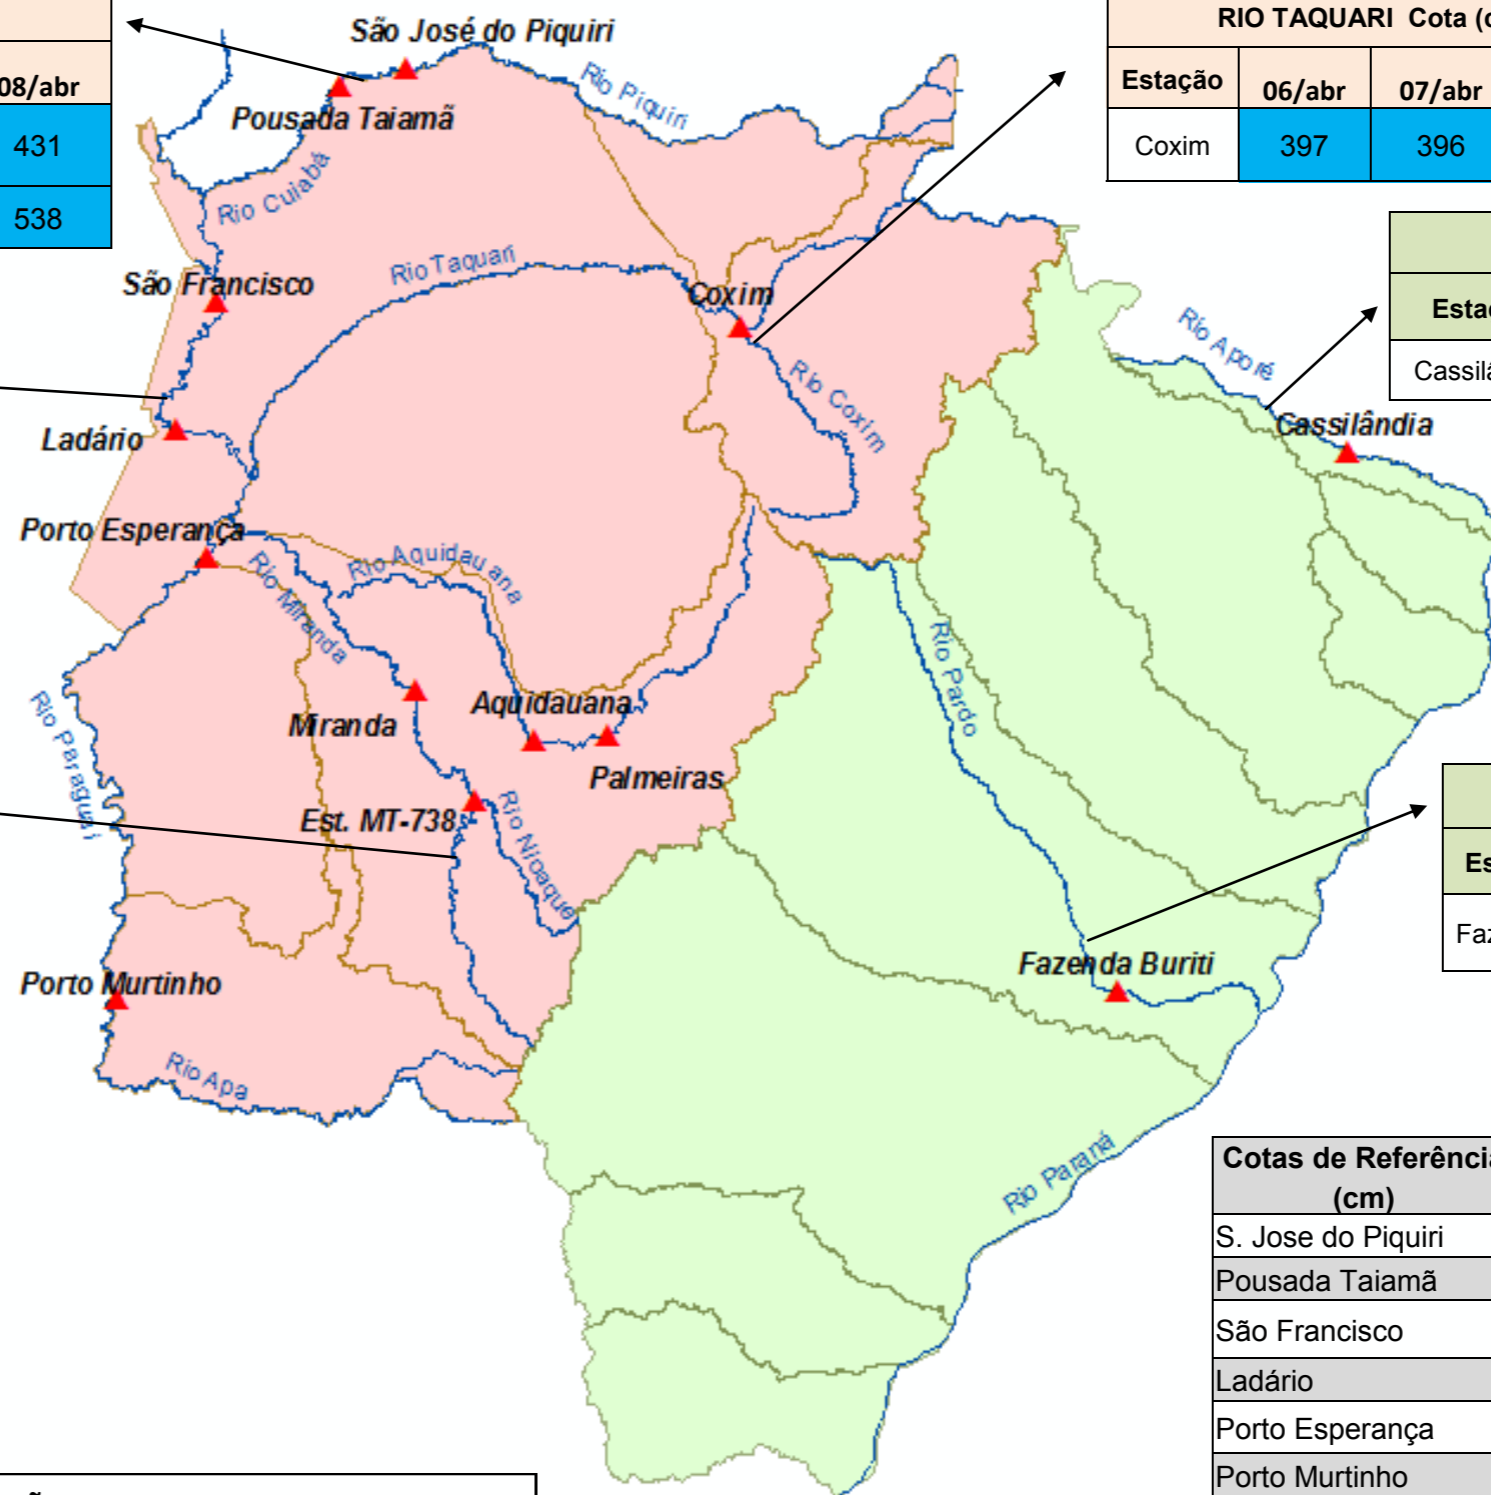 08/abr
431
538
RIO TAQUARI Cota (c
Estação 06/abr 07/abr
Coxim 397 396
São José do Piquiri
Pousada Taiamã
Rio Piquiri
Rio Cuiabá
São Francisco
Rio Taquari
Coxim
Rio Coxim
Ladário
Porto Esperança
Rio Miranda
Rio Aquidauana
Rio Paraguai
Miranda
Aquidauana
Palmeiras
Est. MT-738
Rio Nioaque
Porto Murtinho
Rio Apa
Rio Aporé
Cassilândia
Rio Pardo
Fazenda Buriti
Rio Paraná
Cotas de Referência
(cm)
S. Jose do Piquiri
Pousada Taiamã
São Francisco
Ladário
Porto Esperança
Porto Murtinho